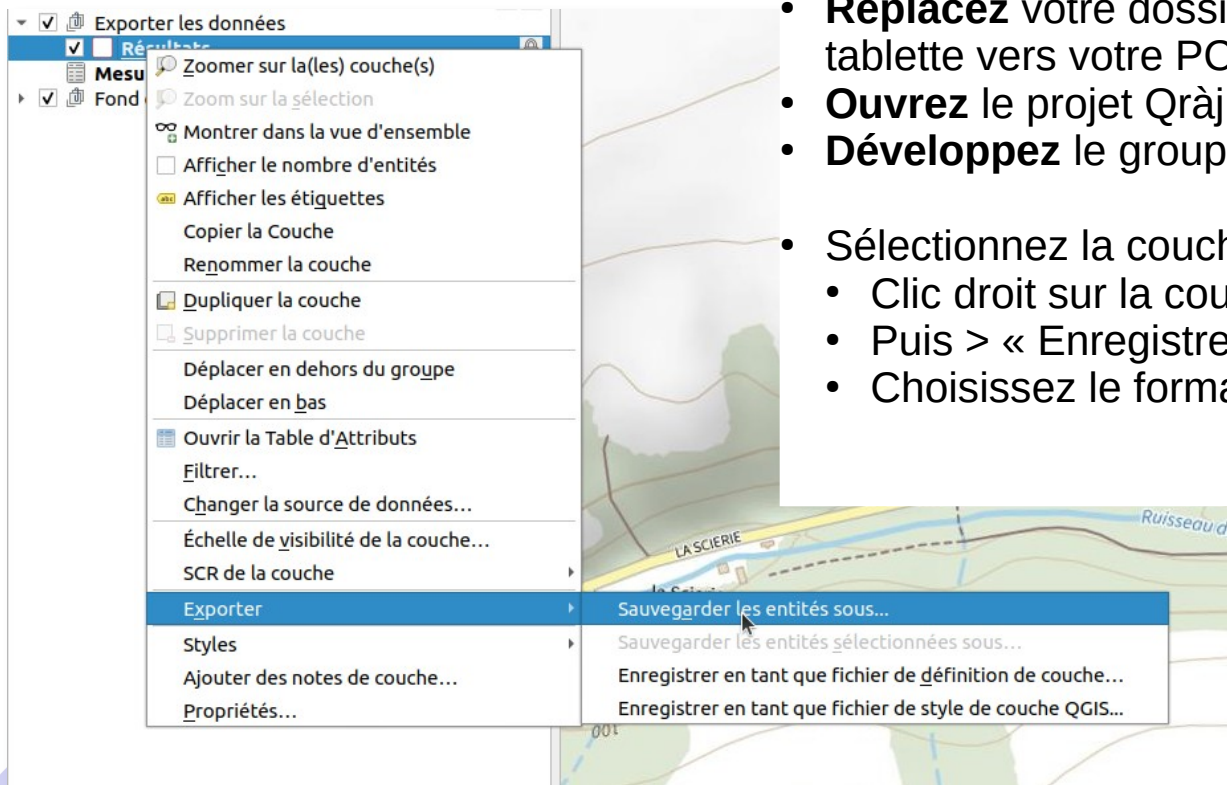 Exporter les données
Résultats
Mesu
Fond
Zoomer sur la(les) couche(s)
Zoom sur la sélection
Montrer dans la vue d'ensemble
Afficher le nombre d'entités
Afficher les étiquettes
Copier la Couche
Renommer la couche
Dupliquer la couche
Supprimer la couche
Déplacer en dehors du groupe
Déplacer en bas
Ouvrir la Table d'Attributs
Filtrer…
Changer la source de données…
Échelle de visibilité de la couche…
SCR de la couche
Exporter
Styles
Ajouter des notes de couche…
Propriétés…
Sauvegarder les entités sous...
Sauvegarder les entités sélectionnées sous…
Enregistrer en tant que fichier de définition de couche…
Enregistrer en tant que fichier de style de couche QGIS...
• Replacez votre dossi
tablette vers votre PC
• Ouvrez le projet Qràj
• Développez le group
• Sélectionnez la couch
• Clic droit sur la cou
• Puis > « Enregistre
• Choisissez le forma
LA SCIERIE
Ruisseau d
la Scierie
100